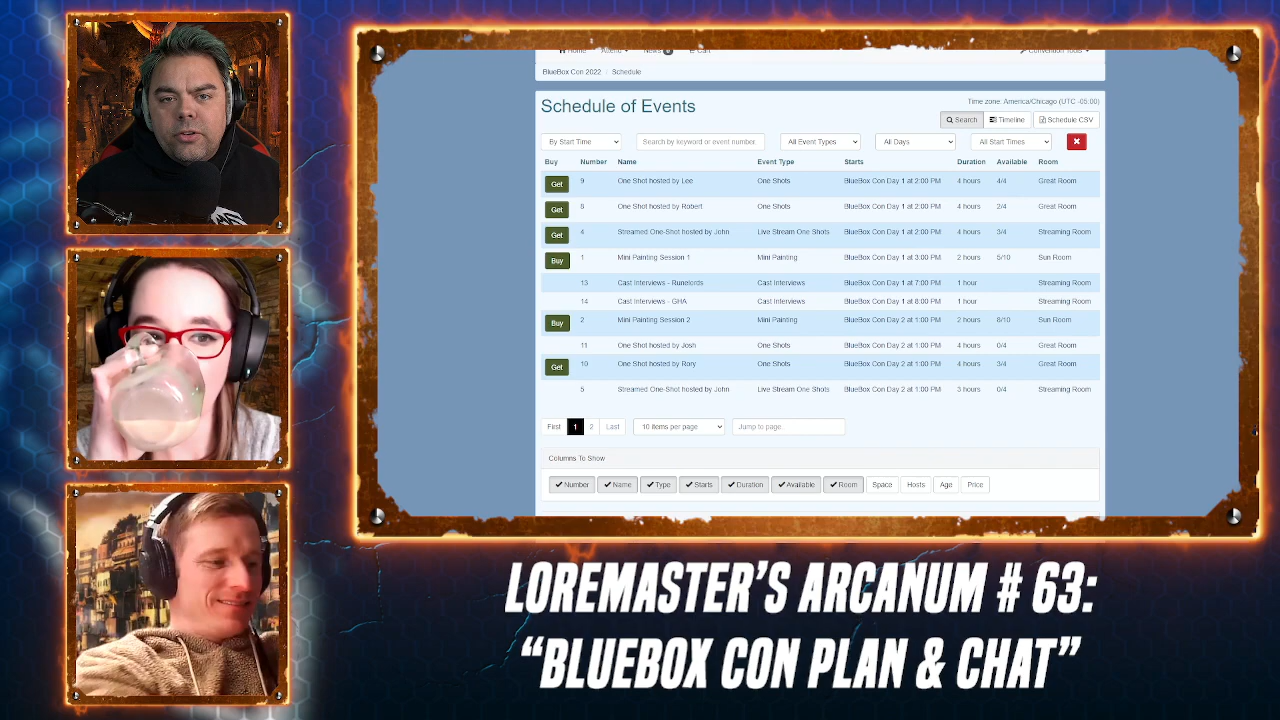 Home
News
Cart
Convention Tools
BlueBox Con 2022 / Schedule
Time zone: America/Chicago (UTC -05:00)
Schedule of Events
Search Timeline Schedule CSV
By Start Time Search by keyword or event number. All Event Types All Days All Start Times
Buy Number Name Event Type Starts Duration Available Room
Get 9 One Shot hosted by Lee One Shots BlueBox Con Day 1 at 2:00 PM 4 hours 4/4 Great Room
Get 8 One Shot hosted by Robert One Shots BlueBox Con Day 1 at 2:00 PM 4 hours 2/4 Great Room
Get 4 Streamed One-Shot hosted by John Live Stream One Shots BlueBox Con Day 1 at 2:00 PM 4 hours 3/4 Streaming Room
Buy 1 Mini Painting Session 1 Mini Painting BlueBox Con Day 1 at 3:00 PM 2 hours 5/10 Sun Room
13 Cast Interviews - Runelords Cast Interviews BlueBox Con Day 1 at 7:00 PM 1 hour Streaming Room
14 Cast Interviews - GHA Cast Interviews BlueBox Con Day 1 at 8:00 PM 1 hour Streaming Room
Buy 2 Mini Painting Session 2 Mini Painting BlueBox Con Day 2 at 1:00 PM 2 hours 8/10 Sun Room
11 One Shot hosted by Josh One Shots BlueBox Con Day 2 at 1:00 PM 4 hours 0/4 Great Room
Get 10 One Shot hosted by Rory One Shots BlueBox Con Day 2 at 1:00 PM 4 hours 3/4 Great Room
5 Streamed One-Shot hosted by John Live Stream One Shots BlueBox Con Day 2 at 1:00 PM 3 hours 0/4 Streaming Room
First 1 2 Last 10 items per page Jump to page
Columns To Show
Number Name Type Starts Duration Available Room Space Hosts Age Price
LOREMASTER'S ARCANUM # 63:
“BLUEBOX CON PLAN & CHAT”